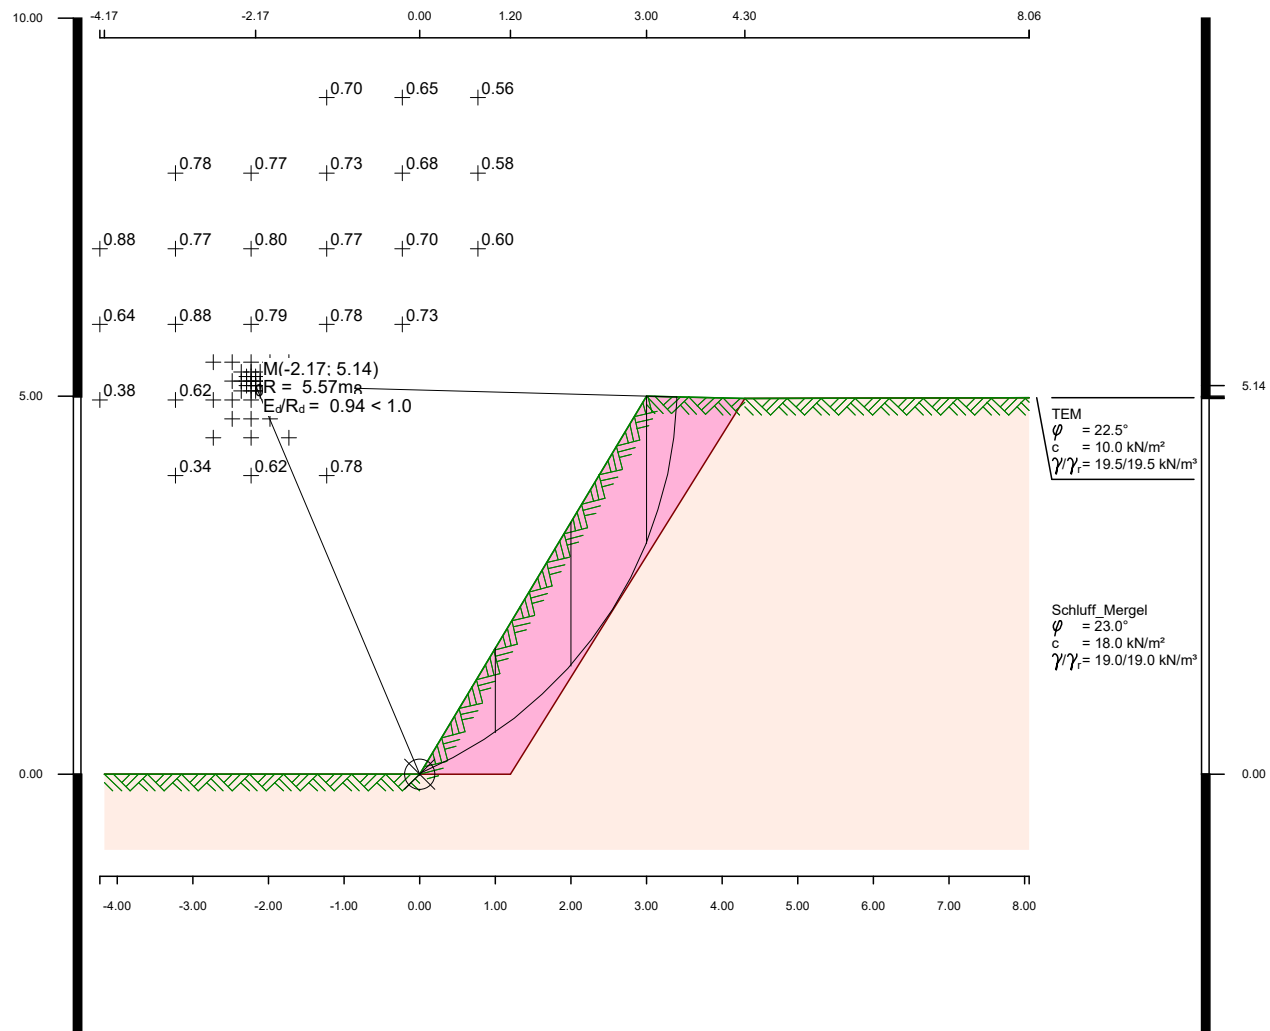 10.00 -4.17 -2.17 0.00 1.20 3.00 4.30 8.06
0.70 0.65 0.56
0.78 0.77 0.73 0.68 0.58
0.88 0.77 0.80 0.77 0.70 0.60
0.64 0.88 0.79 0.78 0.73
M(-2.17; 5.14)
5.14
0.38 0.62 R = 5.57m
5.00
E_d/R_d = 0.94 < 1.0
TEM
φ = 22.5°
c = 10.0 kN/m²
γ/γ_r = 19.5/19.5 kN/m³
0.34 0.62 0.78
Schluff_Mergel
φ = 23.0°
c = 18.0 kN/m²
γ/γ_r = 19.0/19.0 kN/m³
0.00 0.00
-4.00 -3.00 -2.00 -1.00 0.00 1.00 2.00 3.00 4.00 5.00 6.00 7.00 8.00